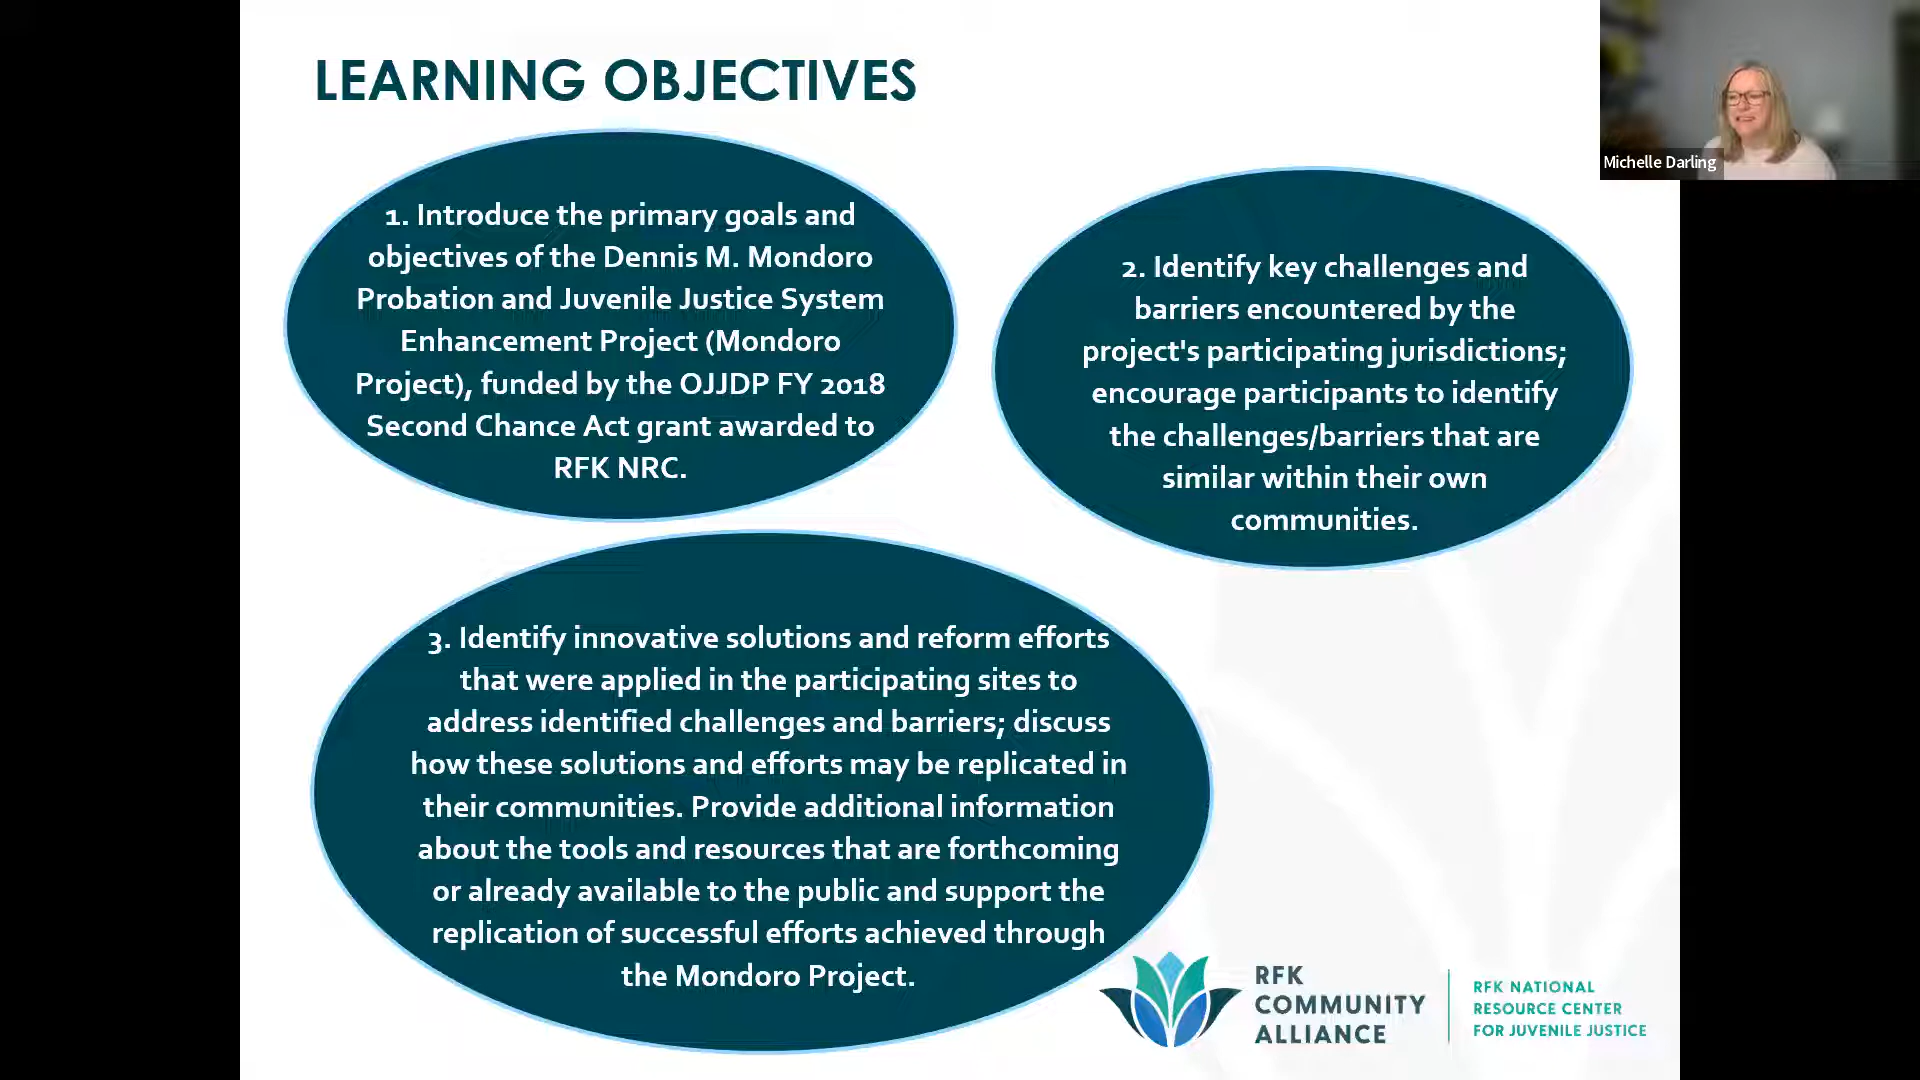 LEARNING OBJECTIVES
Michelle Darling
1. Introduce the primary goals and
objectives of the Dennis M. Mondoro
Probation and Juvenile Justice System
Enhancement Project (Mondoro
Project), funded by the OJJDP FY 2018
Second Chance Act grant awarded to
RFK NRC.
2. Identify key challenges and
barriers encountered by the
project's participating jurisdictions;
encourage participants to identify
the challenges/barriers that are
similar within their own
communities.
3. Identify innovative solutions and reform efforts
that were applied in the participating sites to
address identified challenges and barriers; discuss
how these solutions and efforts may be replicated in
their communities. Provide additional information
about the tools and resources that are forthcoming
or already available to the public and support the
replication of successful efforts achieved through
the Mondoro Project.
RFK
COMMUNITY
ALLIANCE
RFK NATIONAL
RESOURCE CENTER
FOR JUVENILE JUSTICE